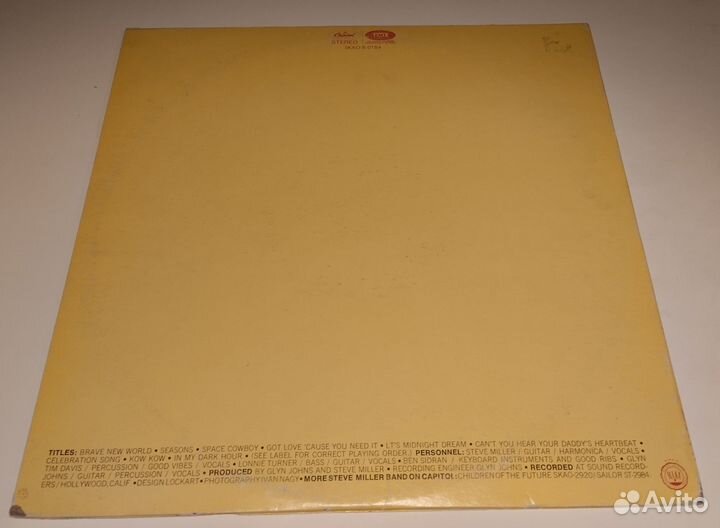 Capitol
EMI
STEREO
SKAO 6 0184
TITLES: BRAVE NEW WORLD • SEASONS • SPACE COWBOY • GOT LOVE 'CAUSE YOU NEED IT • LT'S MIDNIGHT DREAM • CAN'T YOU HEAR YOUR DADDY'S HEARTBEAT •
CELEBRATION SONG • KOW KOW • IN MY DARK HOUR • (SEE LABEL FOR CORRECT PLAYING ORDER.) PERSONNEL: STEVE MILLER / GUITAR / HARMONICA / VOCALS •
TIM DAVIS / PERCUSSION / GOOD VIBES / VOCALS • LONNIE TURNER / BASS / GUITAR / VOCALS • BEN SIDRAN / KEYBOARD INSTRUMENTS AND GOOD RIBS. • GLYN
JOHNS / GUITAR / PERCUSSION / VOCALS • PRODUCED BY GLYN JOHNS AND STEVE MILLER • RECORDING ENGINEER GLYN JOHNS • RECORDED AT SOUND RECORD-
ERS/HOLLYWOOD, CALIF. • DESIGN LOCKART • PHOTOGRAPHY IVAN NAGY • MORE STEVE MILLER BAND ON CAPITOL: (CHILDREN OF THE FUTURE SKAO-2920) (SAILOR ST-2984)
Avito